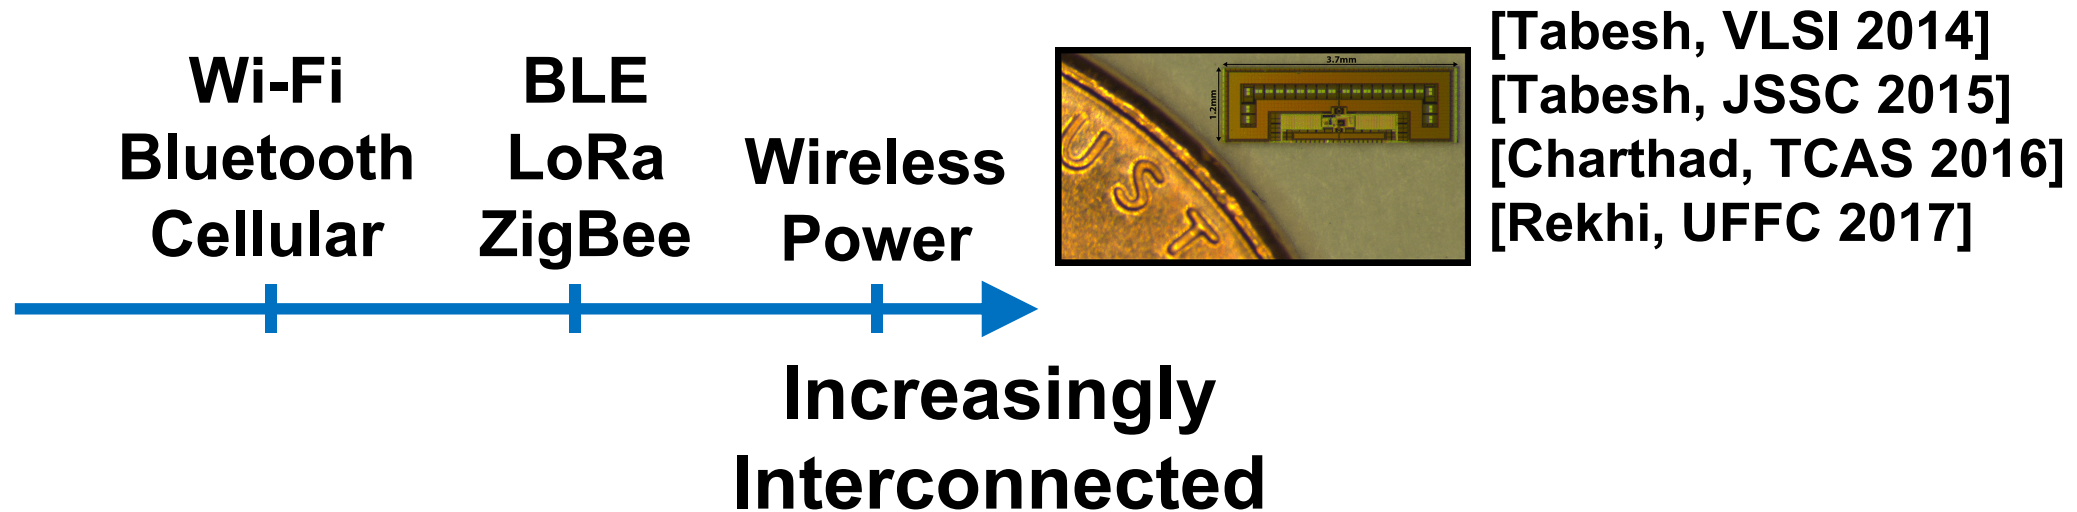 Wi-Fi
Bluetooth
Cellular
BLE
LoRa
ZigBee
Wireless
Power
3.7mm
1.2mm
UST
[Tabesh, VLSI 2014]
[Tabesh, JSSC 2015]
[Charthad, TCAS 2016]
[Rekhi, UFFC 2017]
Increasingly
Interconnected